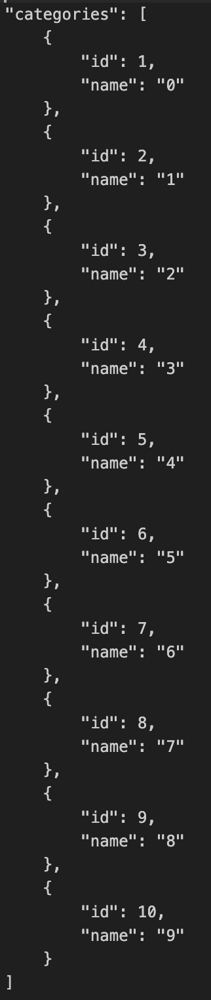 "categories": [
    {
        "id": 1,
        "name": "0"
    },
    {
        "id": 2,
        "name": "1"
    },
    {
        "id": 3,
        "name": "2"
    },
    {
        "id": 4,
        "name": "3"
    },
    {
        "id": 5,
        "name": "4"
    },
    {
        "id": 6,
        "name": "5"
    },
    {
        "id": 7,
        "name": "6"
    },
    {
        "id": 8,
        "name": "7"
    },
    {
        "id": 9,
        "name": "8"
    },
    {
        "id": 10,
        "name": "9"
    }
]